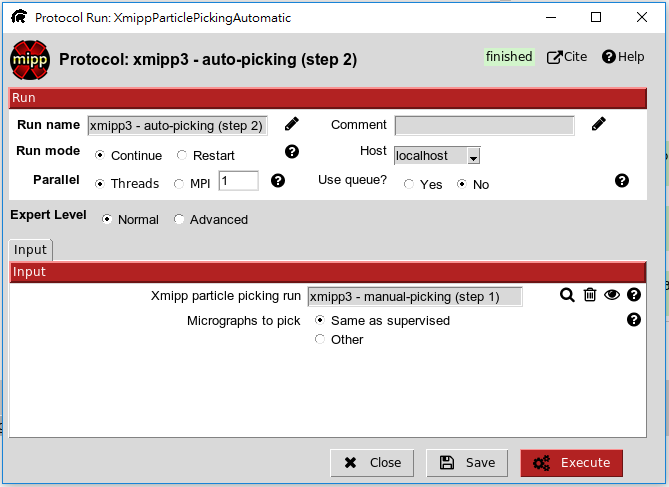 Protocol Run: XmippParticlePickingAutomatic
mipp Protocol: xmipp3 - auto-picking (step 2) finished Cite Help
Run
Run name xmipp3 - auto-picking (step 2) Comment
Run mode Continue Restart Host localhost
Parallel Threads MPI 1 Use queue? Yes No
Expert Level Normal Advanced
Input
Input
Xmipp particle picking run xmipp3 - manual-picking (step 1)
Micrographs to pick Same as supervised
Other
Close Save Execute